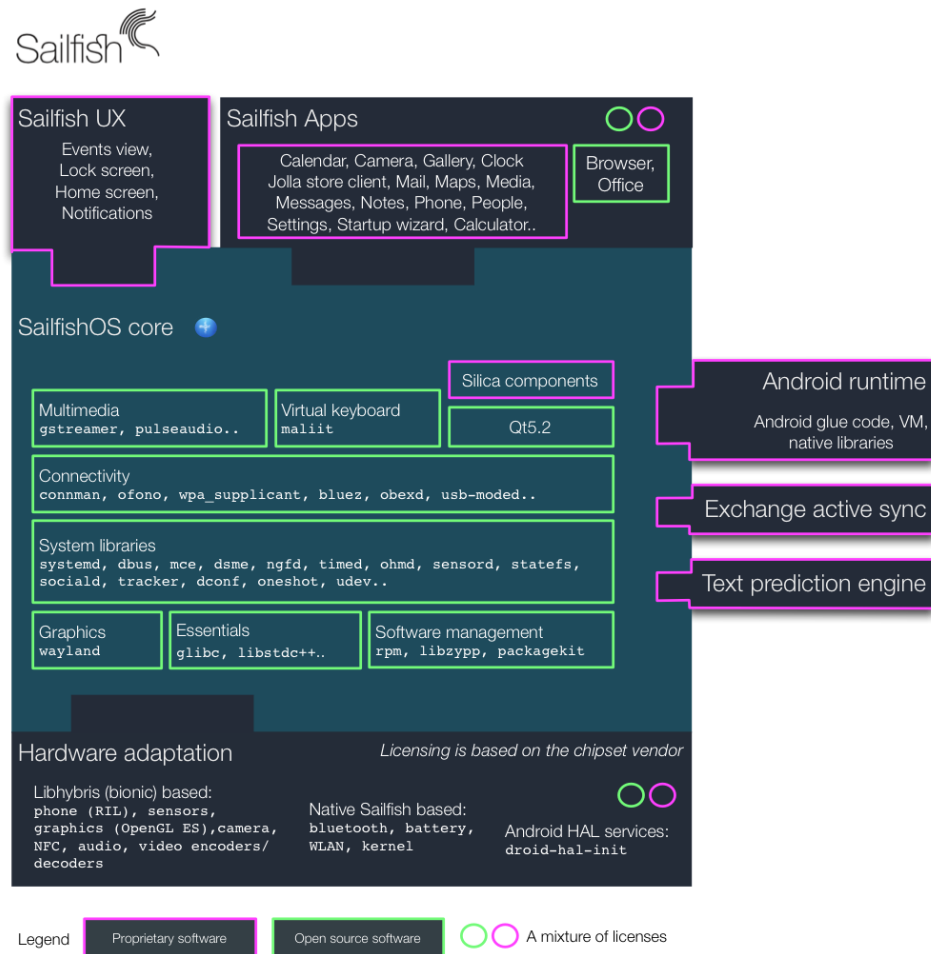 Sailfish
Sailfish UX
Events view,
Lock screen,
Home screen,
Notifications
Sailfish Apps
Calendar, Camera, Gallery, Clock
Jolla store client, Mail, Maps, Media,
Messages, Notes, Phone, People,
Settings, Startup wizard, Calculator..
Browser,
Office
SailfishOS core
Silica components
Multimedia
gstreamer, pulseaudio..
Virtual keyboard
maliit
Qt5.2
Connectivity
connman, ofono, wpa_supplicant, bluez, obexd, usb-moded..
System libraries
systemd, dbus, mce, dsme, ngfd, timed, ohmd, sensord, statefs,
sociald, tracker, dconf, oneshot, udev..
Graphics
wayland
Essentials
glibc, libstdc++..
Software management
rpm, libzypp, packagekit
Android runtime
Android glue code, VM,
native libraries
Exchange active sync
Text prediction engine
Hardware adaptation
Licensing is based on the chipset vendor
Libhybris (bionic) based:
phone (RIL), sensors,
graphics (OpenGL ES),camera,
NFC, audio, video encoders/
decoders
Native Sailfish based:
bluetooth, battery,
WLAN, kernel
Android HAL services:
droid-hal-init
Legend
Proprietary software
Open source software
A mixture of licenses